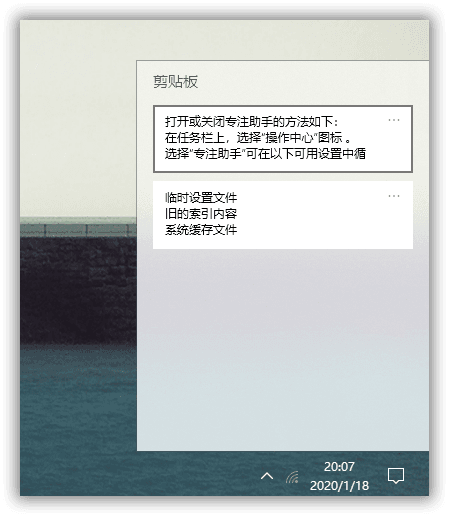 剪贴板
打开或关闭专注助手的方法如下：
在任务栏上，选择“操作中心”图标 。
选择“专注助手”可在以下可用设置中循
临时设置文件
旧的索引内容
系统缓存文件
20:07
2020/1/18